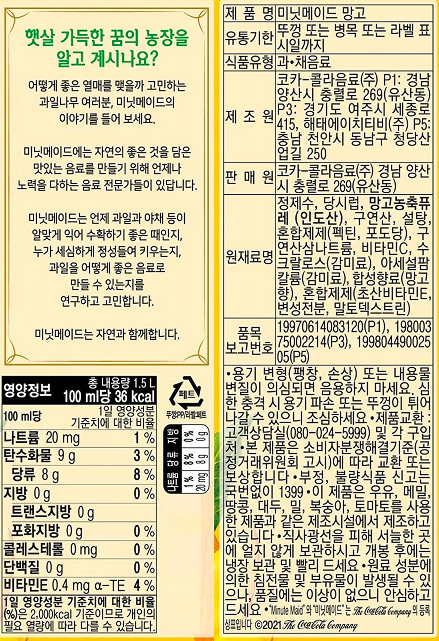 햇살 가득한 꿈의 농장을
알고 계시나요?
어떻게 좋은 열매를 맺을까 고민하는
과일나무 여러분, 미닛메이드의
이야기를 들어 보세요.
미닛메이드에는 자연의 좋은 것을 담은
맛있는 음료를 만들기 위해 언제나
노력을 다하는 음료 전문가들이 있답니다.
미닛메이드는 언제 과일과 야채 등이
알맞게 익어 수확하기 좋은 때인지,
누가 세심하게 정성들여 키우는지,
과일을 어떻게 좋은 음료로
만들 수 있는지를
연구하고 고민합니다.
미닛메이드는 자연과 함께합니다.
영양정보
총 내용량 1.5 L
100 ml당 36 kcal
100 ml당
1일 영양성분
기준치에 대한 비율
나트륨 20 mg 1 %
탄수화물 9 g 3 %
당류 8 g 8 %
지방 0 g 0 %
트랜스지방 0 g
포화지방 0 g 0 %
콜레스테롤 0 mg 0 %
단백질 0 g 0 %
비타민E 0.4 mg α-TE 4 %
1일 영양성분 기준치에 대한 비율
(%)은 2,000kcal 기준이므로 개인의
필요 열량에 따라 다를 수 있습니다.
페트
뚜껑PP/라벨페트
나트륨 당류 지방
1% 8% 0%
20 mg 8g 0g
제 품 명 미닛메이드 망고
유통기한 뚜껑 또는 병목 또는 라벨 표
시일까지
식품유형 과·채음료
제 조 원 코카-콜라음료(주) P1: 경남
양산시 충렬로 269(유산동)
P3: 경기도 여주시 세종로
415, 해태에이치티비(주) P5:
충남 천안시 동남구 청당산
업길 250
판 매 원 코카-콜라음료(주) 경남 양산
시 충렬로 269(유산동)
원재료명 정제수, 당시럽, 망고농축퓨
레 (인도산), 구연산, 설탕,
혼합제제(펙틴, 포도당), 구
연산삼나트륨, 비타민C, 수
크랄로스(감미료), 아세설팜
칼륨(감미료), 합성향료(망고
향), 혼합제제(초산비타민E,
변성전분, 말토덱스트린)
품목
보고번호
19970614083120(P1), 198003
75002214(P3), 199804490025
05(P5)
•용기 변형(팽창, 손상) 또는 내용물
변질이 의심되면 음용하지 마세요. 심
한 충격 시 용기 파손 또는 뚜껑이 튀어
나갈 수 있으니 조심하세요 •제품교환 :
고객상담실(080-024-5999) 및 각 구입
처 •본 제품은 소비자분쟁해결기준(공
정거래위원회 고시)에 따라 교환 또는
보상합니다 •부정, 불량식품 신고는
국번없이 1399 •이 제품은 우유, 메밀,
땅콩, 대두, 밀, 복숭아, 토마토를 사용
한 제품과 같은 제조시설에서 제조하고
있습니다 •직사광선을 피해 서늘한 곳
에 얼지 않게 보관하시고 개봉 후에는
냉장 보관 및 빨리 드세요 •원료 성분에
의한 침전물 및 부유물이 발생될 수 있
으나, 품질에는 이상이 없으니 안심하고
드세요 •"Minute Maid"와 "미닛메이드"는 The Coca-Cola Company의 등록
상표입니다 ©2021 The Coca-Cola Company